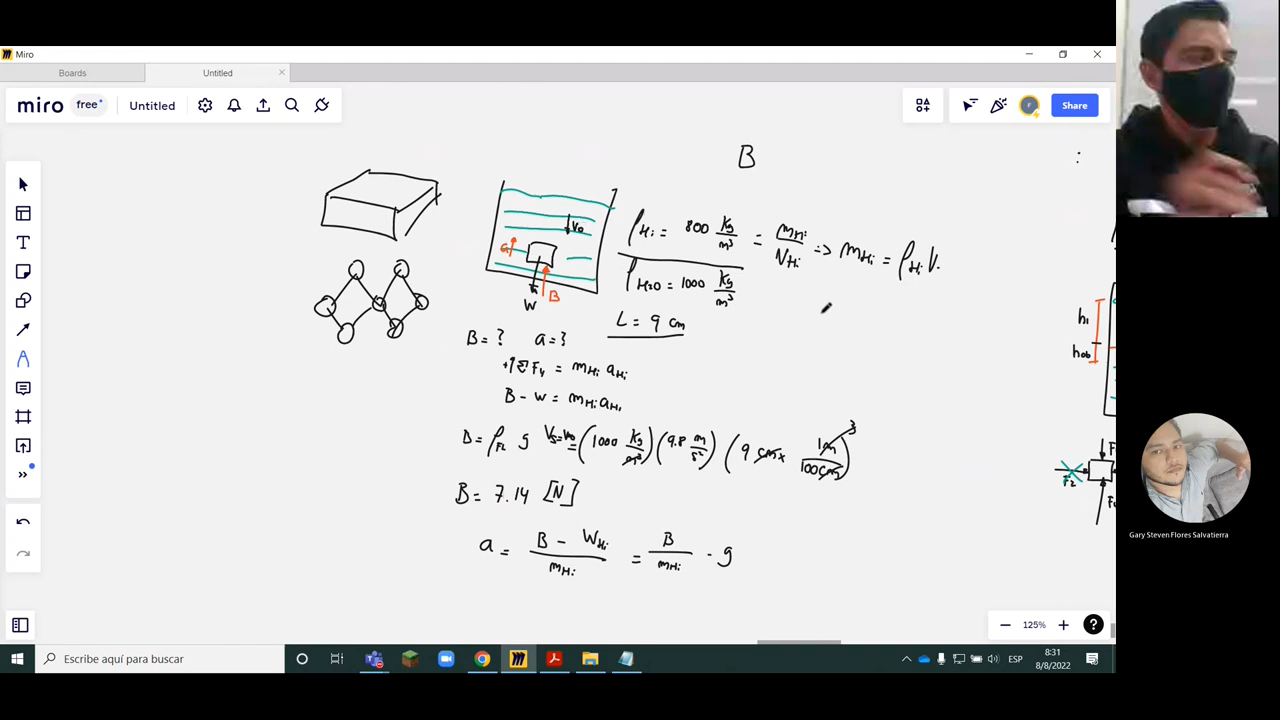 Miro
Boards
Untitled
miro free
Untitled
Share
B
:
ρHi = 800 Kg/m³ = mHi/VHi => mHi = ρHi V.
ρH2O = 1000 Kg/m³
V0
a
W
B
L = 9 cm
B = ? a = ?
+↑ΣFy = mHi aHi
B - W = mHi aHi
B = ρFL g Vs=V0 = (1000 Kg/m³) (9.8 m/s²) (9 cm x 1m/100cm)³
B = 7.14 [N]
a = B - WHi / mHi = B / mHi - g
h1
hob
F2
Gary Steven Flores Salvatierra
125%
Escribe aquí para buscar
ESP
8:31
8/8/2022